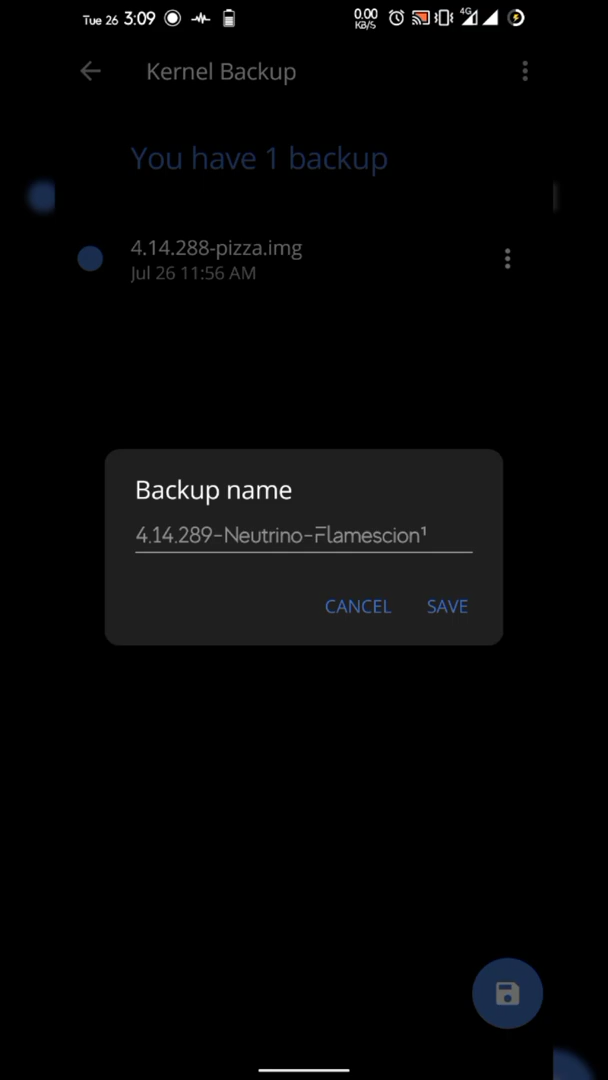 Tue 26 3:09 0.00 KB/S 4G
Kernel Backup
You have 1 backup
4.14.288-pizza.img
Jul 26 11:56 AM
Backup name
4.14.289-Neutrino-Flamescion¹
CANCEL SAVE